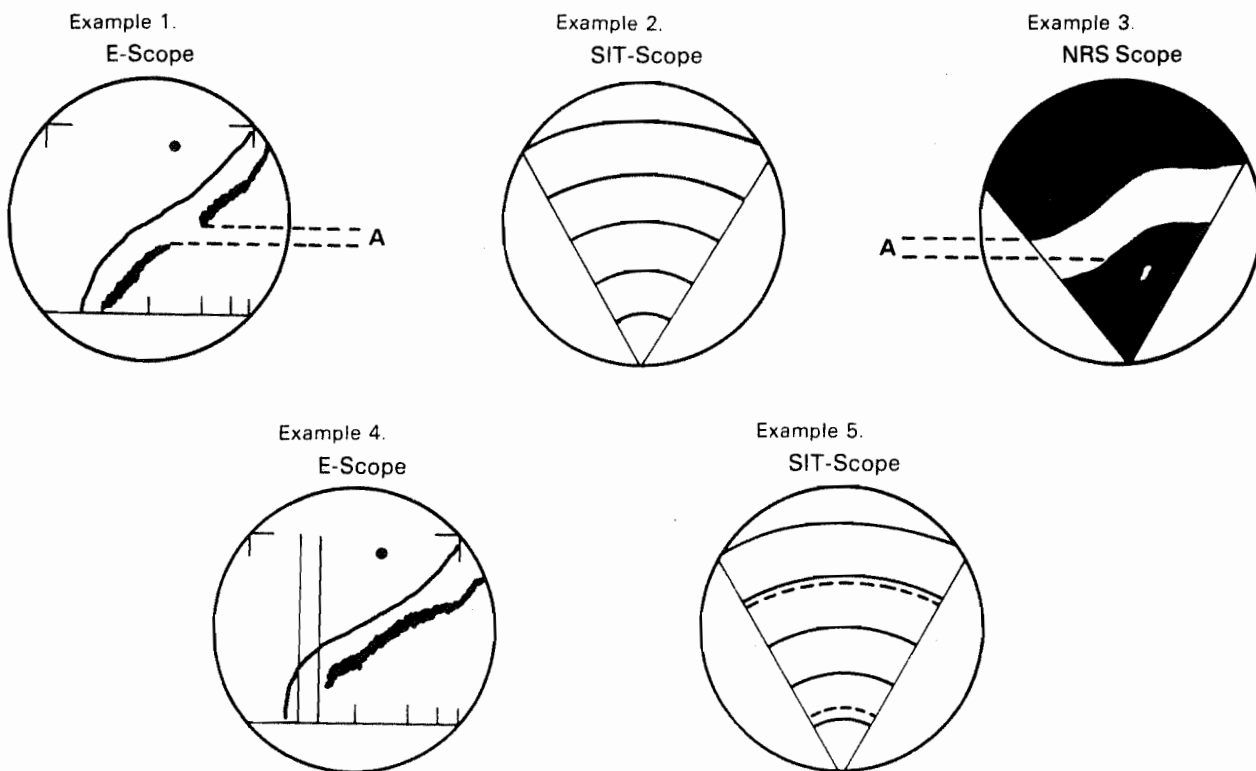 Example 1.
E-Scope
Example 2.
SIT-Scope
Example 3.
NRS Scope
A
A
Example 4.
E-Scope
Example 5.
SIT-Scope